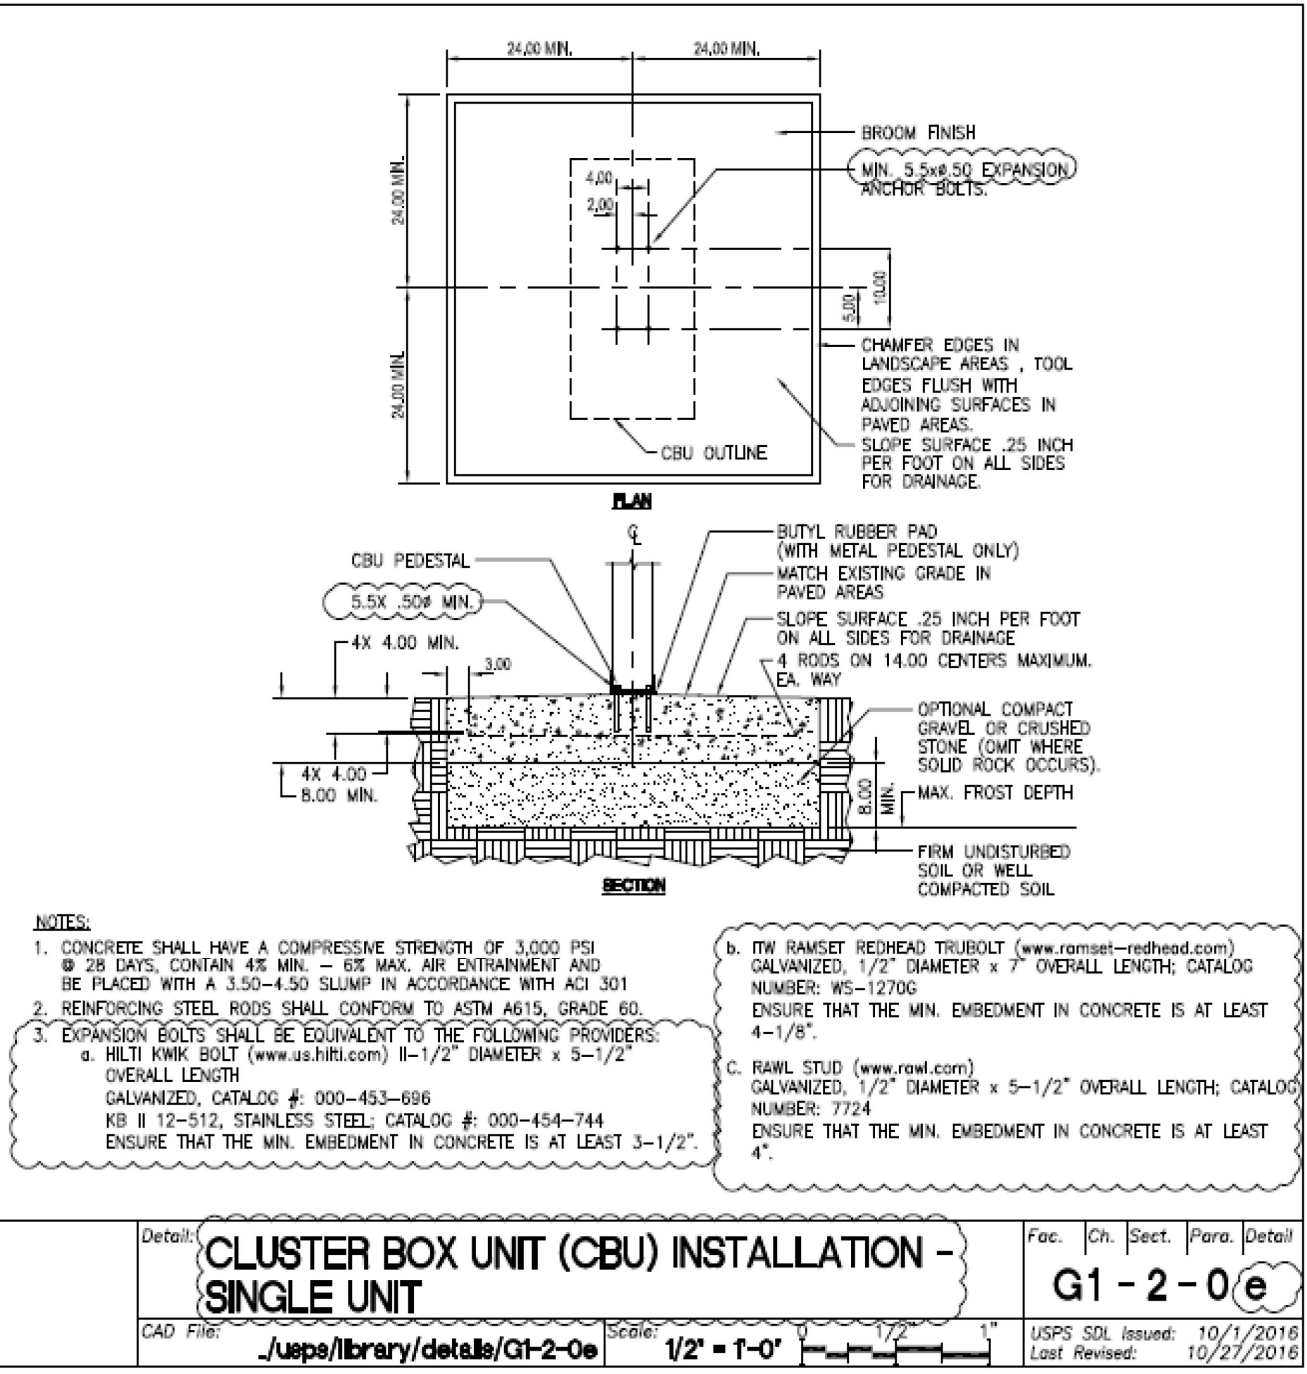 24.00 MIN.
24.00 MIN.
24.00 MIN.
24.00 MIN.
4.00
2.00
5.00
10.00
BROOM FINISH
MIN. 5.5xø.50 EXPANSION
ANCHOR BOLTS.
CHAMFER EDGES IN
LANDSCAPE AREAS , TOOL
EDGES FLUSH WITH
ADJOINING SURFACES IN
PAVED AREAS.
SLOPE SURFACE .25 INCH
PER FOOT ON ALL SIDES
FOR DRAINAGE.
CBU OUTLINE
PLAN
℄
CBU PEDESTAL
5.5X .50ø MIN.
4X 4.00 MIN.
3.00
4X 4.00
8.00 MIN.
BUTYL RUBBER PAD
(WITH METAL PEDESTAL ONLY)
MATCH EXISTING GRADE IN
PAVED AREAS
SLOPE SURFACE .25 INCH PER FOOT
ON ALL SIDES FOR DRAINAGE
4 RODS ON 14.00 CENTERS MAXIMUM.
EA. WAY
OPTIONAL COMPACT
GRAVEL OR CRUSHED
STONE (OMIT WHERE
SOLID ROCK OCCURS).
8.00
MIN.
MAX. FROST DEPTH
FIRM UNDISTURBED
SOIL OR WELL
COMPACTED SOIL
SECTION
NOTES:
1. CONCRETE SHALL HAVE A COMPRESSIVE STRENGTH OF 3,000 PSI
@ 28 DAYS, CONTAIN 4% MIN. – 6% MAX. AIR ENTRAINMENT AND
BE PLACED WITH A 3.50–4.50 SLUMP IN ACCORDANCE WITH ACI 301
2. REINFORCING STEEL RODS SHALL CONFORM TO ASTM A615, GRADE 60.
3. EXPANSION BOLTS SHALL BE EQUIVALENT TO THE FOLLOWING PROVIDERS:
a. HILTI KWIK BOLT (www.us.hilti.com) II–1/2" DIAMETER x 5–1/2"
OVERALL LENGTH
GALVANIZED, CATALOG #: 000–453–696
KB II 12–512, STAINLESS STEEL; CATALOG #: 000–454–744
ENSURE THAT THE MIN. EMBEDMENT IN CONCRETE IS AT LEAST 3–1/2".
b. ITW RAMSET REDHEAD TRUBOLT (www.ramset–redhead.com)
GALVANIZED, 1/2" DIAMETER x 7" OVERALL LENGTH; CATALOG
NUMBER: WS–1270G
ENSURE THAT THE MIN. EMBEDMENT IN CONCRETE IS AT LEAST
4–1/8".
C. RAWL STUD (www.rawl.com)
GALVANIZED, 1/2" DIAMETER x 5–1/2" OVERALL LENGTH; CATALOG
NUMBER: 7724
ENSURE THAT THE MIN. EMBEDMENT IN CONCRETE IS AT LEAST
4".
Detail:
CLUSTER BOX UNIT (CBU) INSTALLATION –
SINGLE UNIT
Fac. Ch. Sect. Para. Detail
G1 - 2 - 0 e
CAD File:
../usps/library/details/G1-2-0e
Scale:
1/2" = 1'-0"
0 1/2" 1"
USPS SDL Issued: 10/1/2016
Last Revised: 10/27/2016